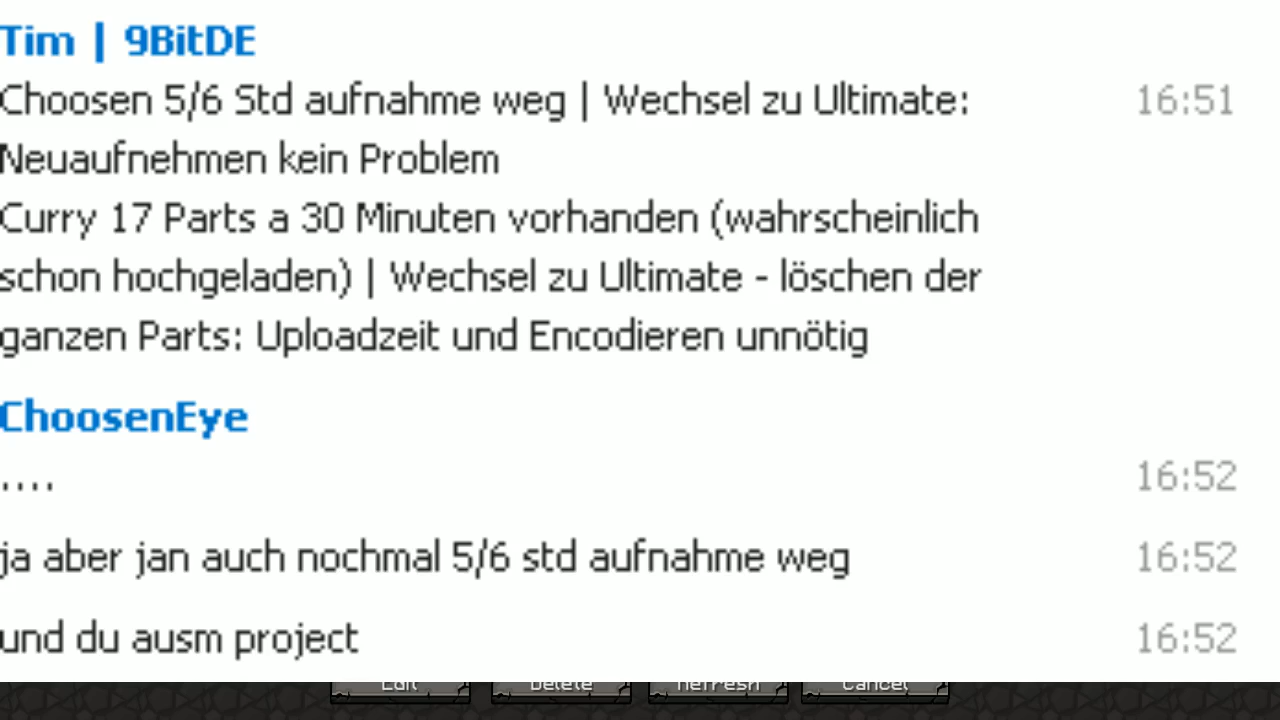 Tim | 9BitDE
Choosen 5/6 Std aufnahme weg | Wechsel zu Ultimate: 16:51
Neuaufnehmen kein Problem
Curry 17 Parts a 30 Minuten vorhanden (wahrscheinlich
schon hochgeladen) | Wechsel zu Ultimate - löschen der
ganzen Parts: Uploadzeit und Encodieren unnötig
ChoosenEye
.... 16:52
ja aber jan auch nochmal 5/6 std aufnahme weg 16:52
und du ausm project 16:52
Edit Delete Refresh Cancel